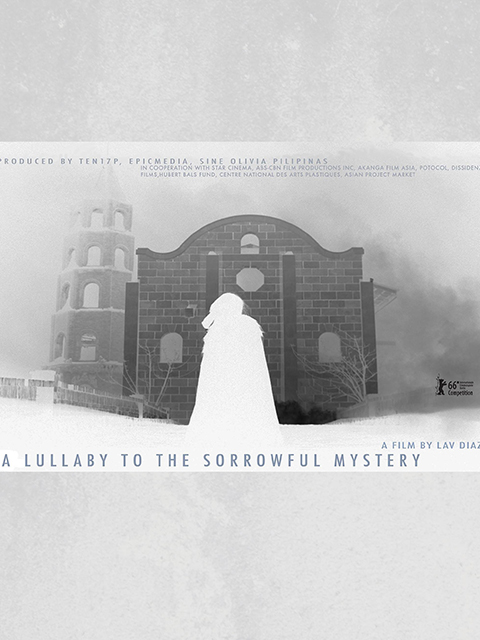 PRODUCED BY TEN17P, EPICMEDIA, SINE OLIVIA PILIPINAS
IN COOPERATION WITH STAR CINEMA, ABS-CBN FILM PRODUCTIONS INC, AKANGA FILM ASIA, POTOCOL, DISSIDEN
FILMS,HUBERT BALS FUND, CENTRE NATIONAL DES ARTS PLASTIQUES, ASIAN PROJECT MARKET
66
Competition
A FILM BY LAV DIAZ
A LULLABY TO THE SORROWFUL MYSTERY